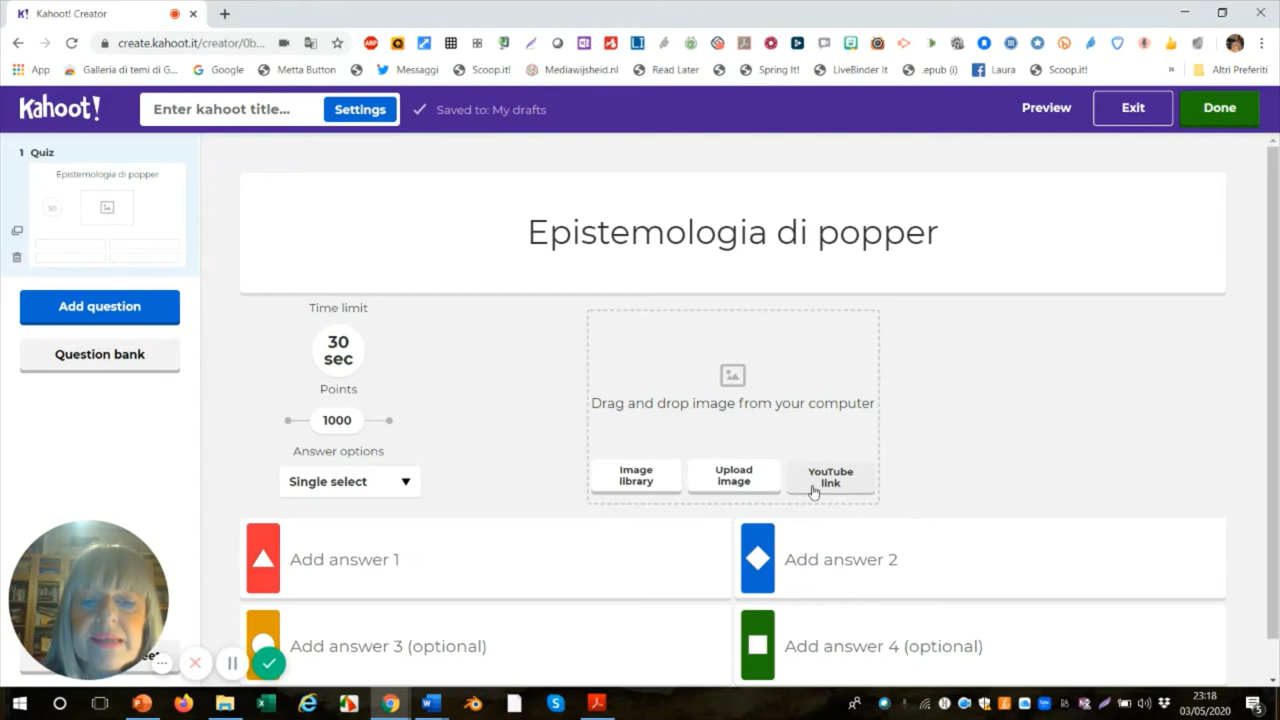 K! Kahoot! Creator
create.kahoot.it/creator/0b...
App
Galleria di temi di G...
Google
Metta Button
Messaggi
Scoop.it!
Mediawijsheid.nl
Read Later
Spring It!
LiveBinder It
.epub (i)
Laura
Scoop.it!
»
Altri Preferiti
Kahoot!
Enter kahoot title...
Settings
Saved to: My drafts
Preview
Exit
Done
1 Quiz
Epistemologia di popper
30
Add question
Question bank
Epistemologia di popper
Time limit
30
sec
Points
1000
Answer options
Single select
Drag and drop image from your computer
Image
library
Upload
image
YouTube
link
Add answer 1
Add answer 2
Add answer 3 (optional)
Add answer 4 (optional)
23:18
03/05/2020
5